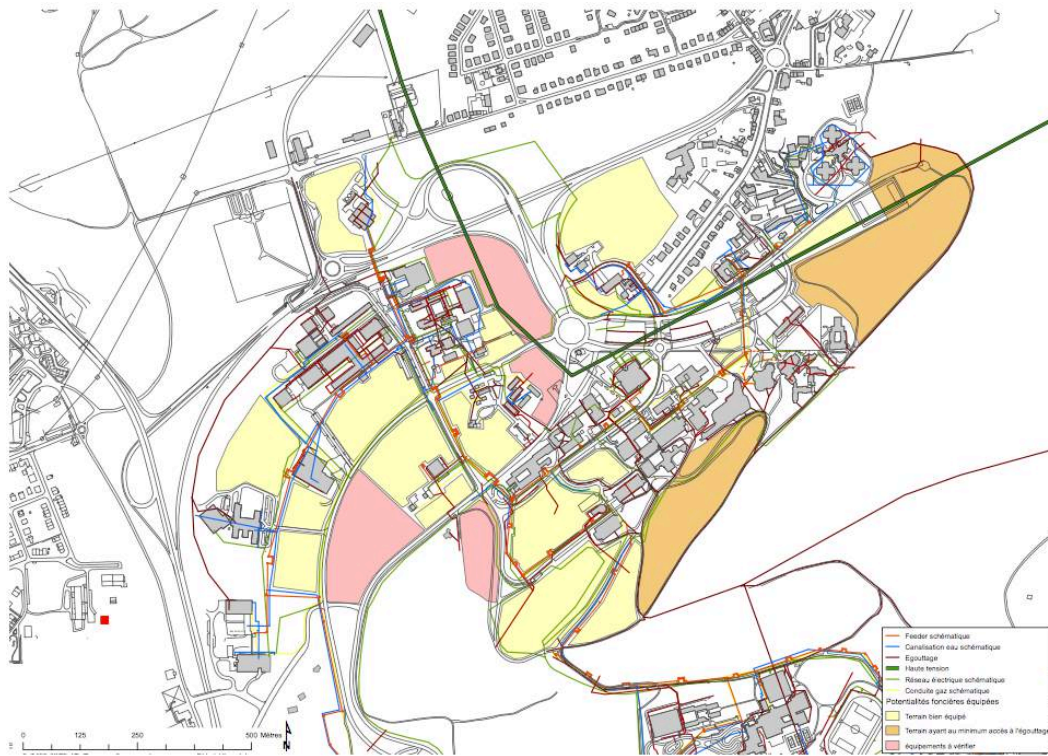 Feeder schématique
Canalisation eau schématique
Egouttage
Haute tension
Réseau électrique schématique
Conduite gaz schématique
Potentialités foncières équipées
Terrain bien équipé
Terrain ayant au minimum accès à l'égouttage
équipements à vérifier
0 250 500 Mètres
N